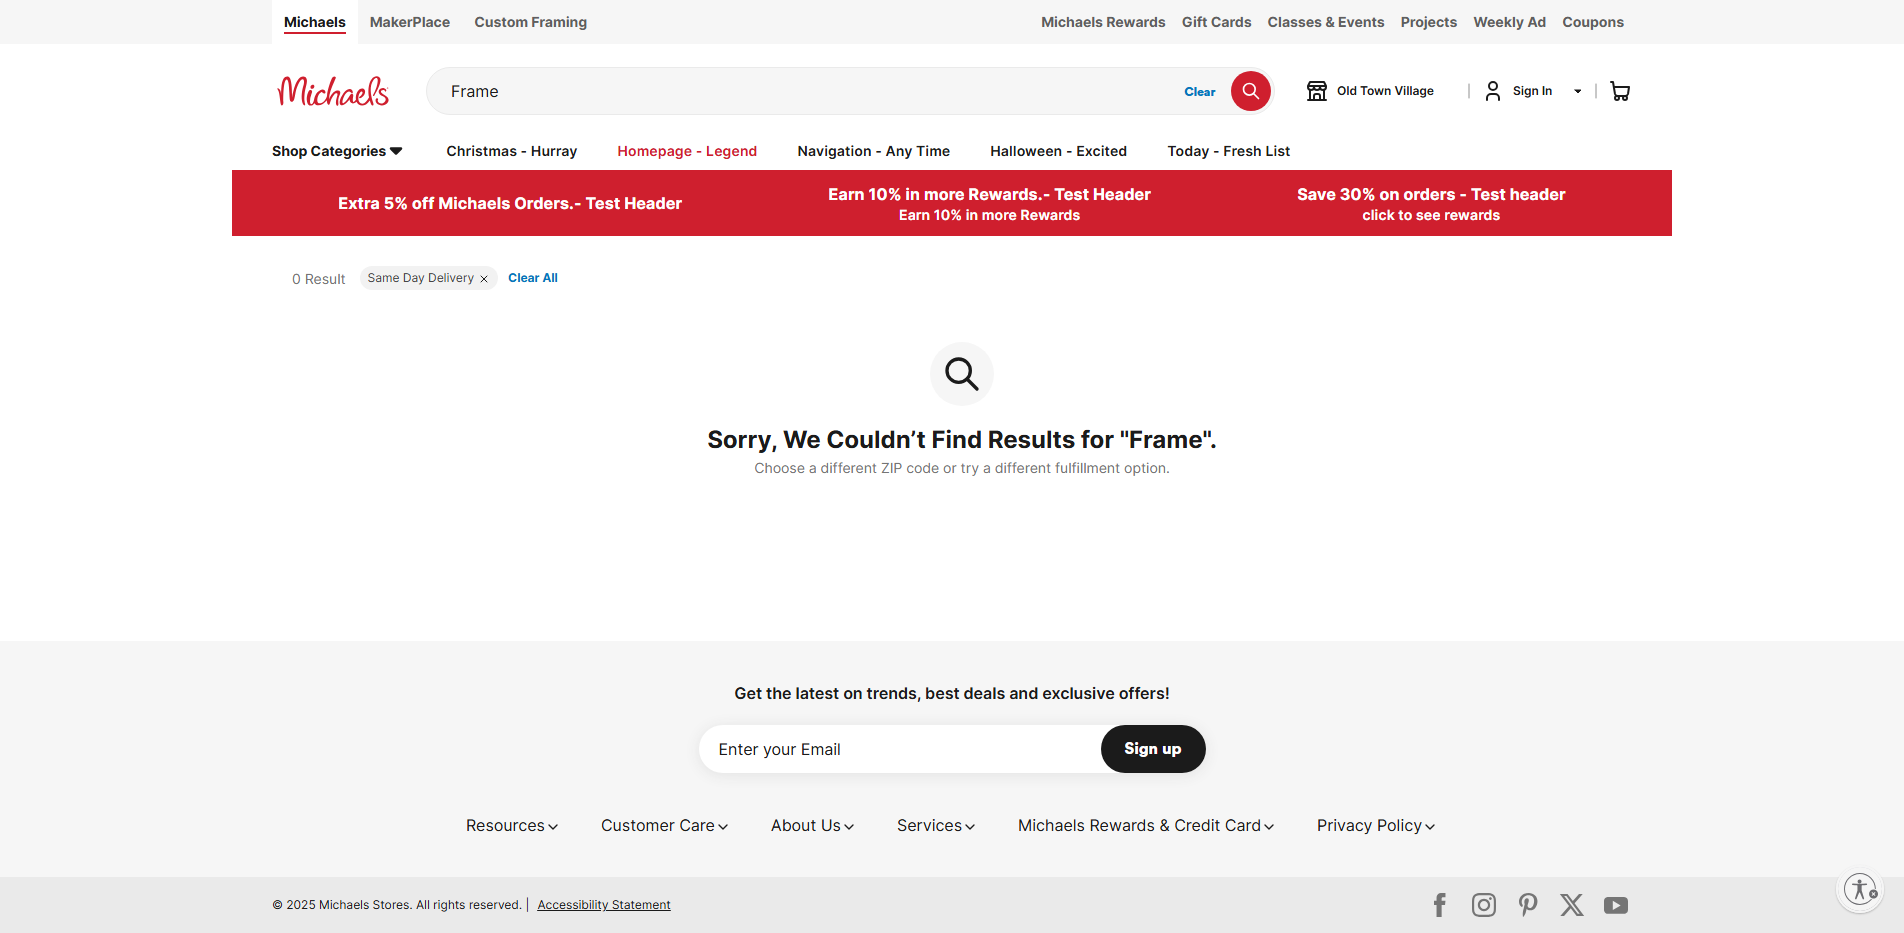 Michaels MakerPlace Custom Framing Michaels Rewards Gift Cards Classes & Events Projects Weekly Ad Coupons
Michaels Frame Clear Old Town Village Sign In
Shop Categories Christmas - Hurray Homepage - Legend Navigation - Any Time Halloween - Excited Today - Fresh List
Extra 5% off Michaels Orders.- Test Header
Earn 10% in more Rewards.- Test Header
Earn 10% in more Rewards
Save 30% on orders - Test header
click to see rewards
0 Result Same Day Delivery Clear All
Sorry, We Couldn’t Find Results for "Frame".
Choose a different ZIP code or try a different fulfillment option.
Get the latest on trends, best deals and exclusive offers!
Enter your Email Sign up
Resources Customer Care About Us Services Michaels Rewards & Credit Card Privacy Policy
© 2025 Michaels Stores. All rights reserved. | Accessibility Statement